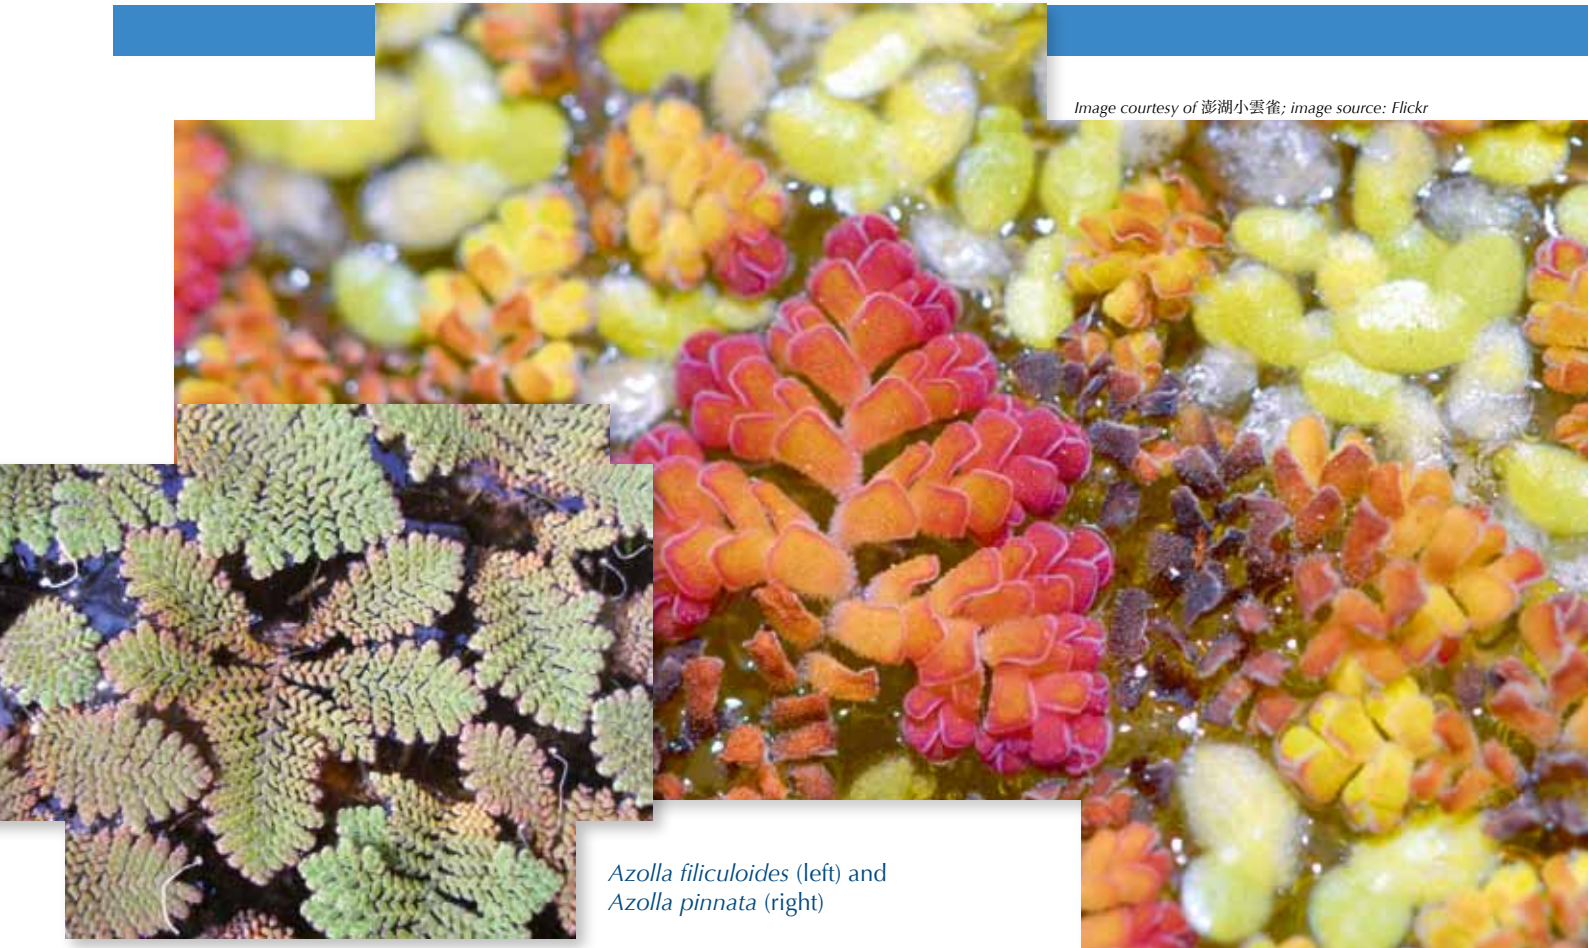 Image courtesy of 澎湖小雲雀; image source: Flickr
Azolla filiculoides (left) and
Azolla pinnata (right)